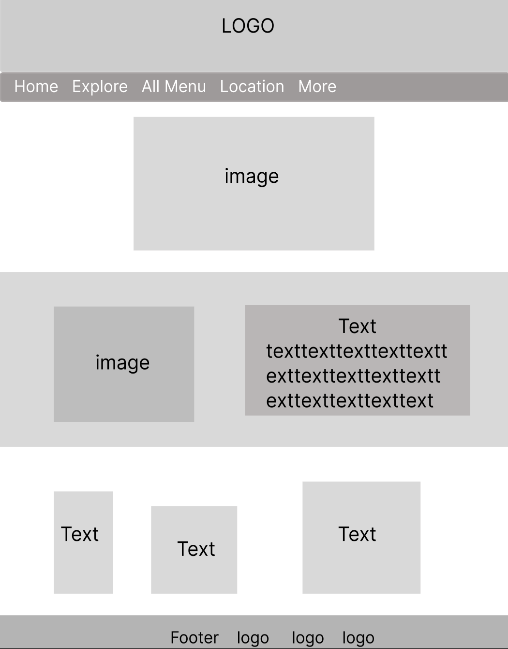 LOGO
Home Explore All Menu Location More
image
image
Text
texttexttexttexttextt
exttexttexttexttextt
exttexttexttexttext
Text
Text
Text
Footer logo logo logo